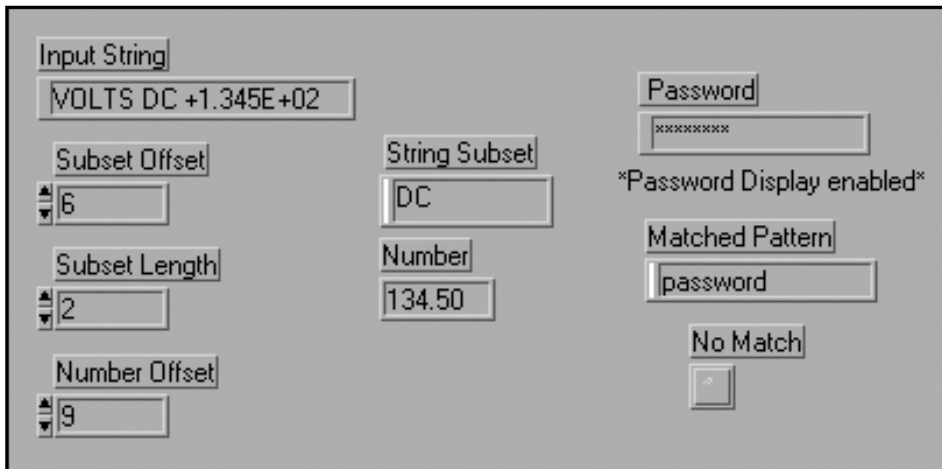 Input String
VOLTS DC +1.345E+02
Subset Offset
6
Subset Length
2
Number Offset
9
String Subset
DC
Number
134.50
Password
********
*Password Display enabled*
Matched Pattern
password
No Match